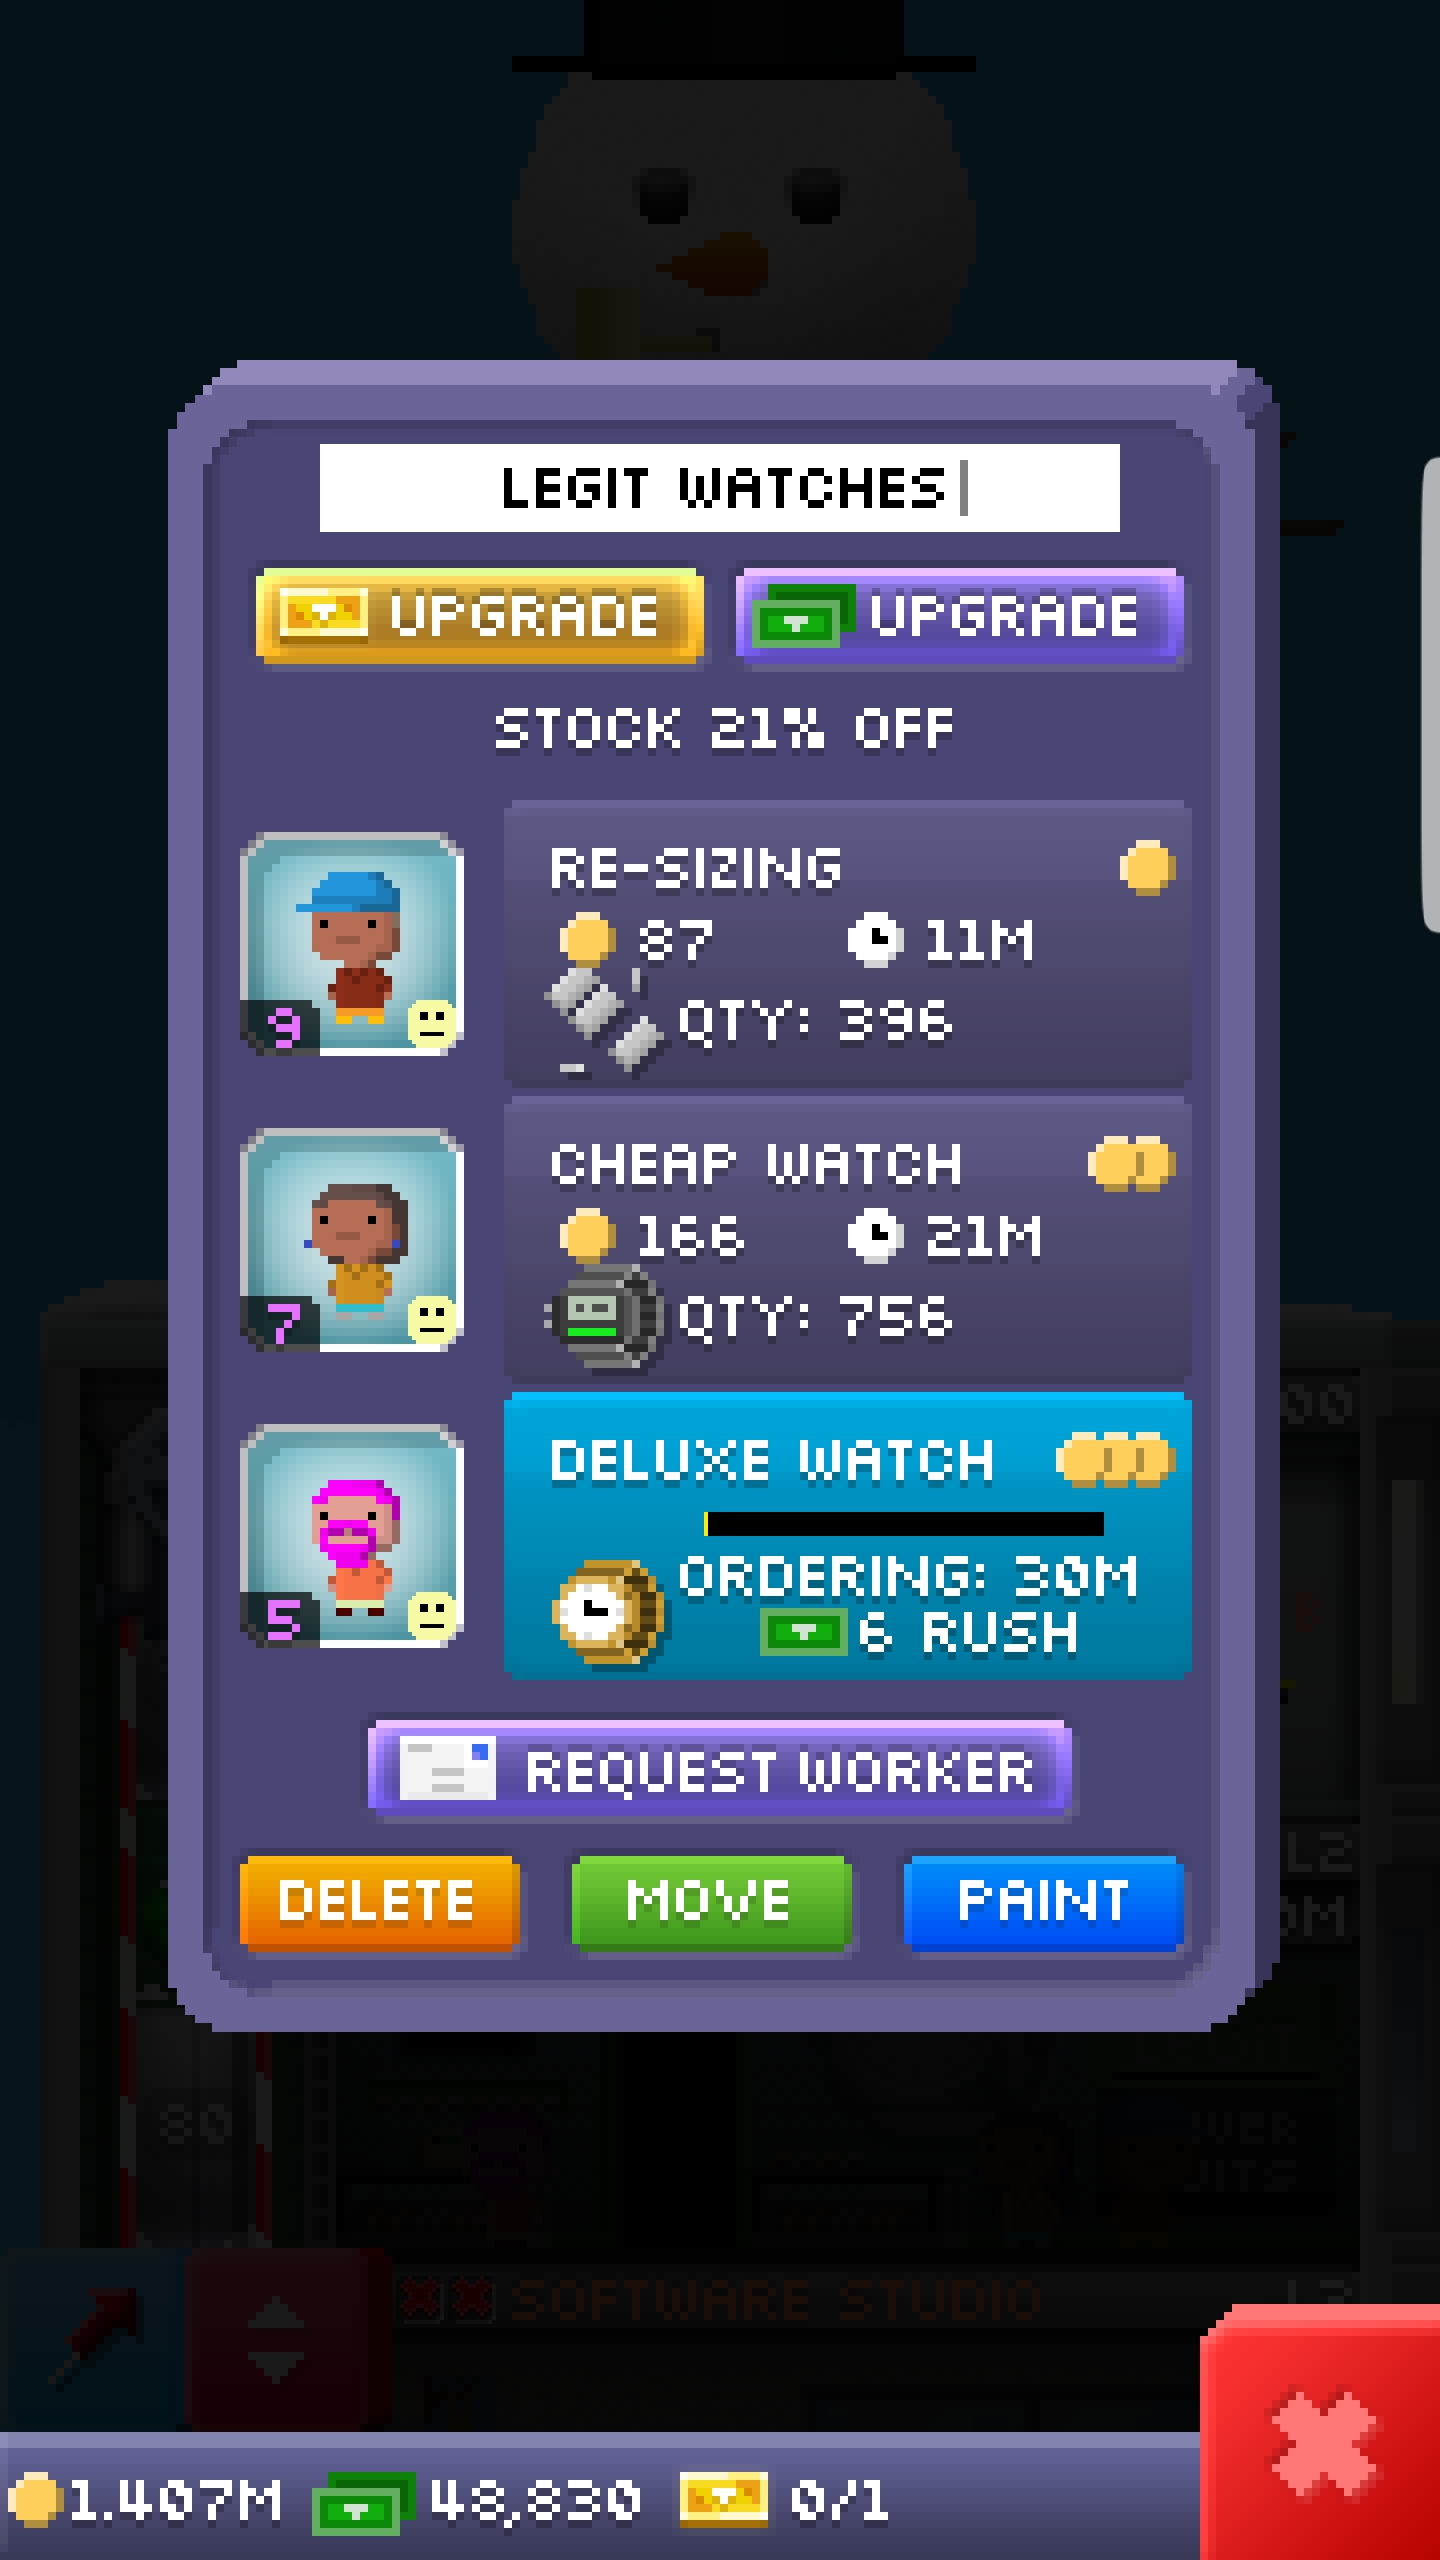 LEGIT WATCHES
UPGRADE
UPGRADE
STOCK 21% OFF
RE-SIZING
87
11M
QTY: 396
9
CHEAP WATCH
166
21M
QTY: 756
7
DELUXE WATCH
ORDERING: 30M
6 RUSH
5
REQUEST WORKER
DELETE
MOVE
PAINT
80
SOFTWARE STUDIO
1.407M
48,830
0/1